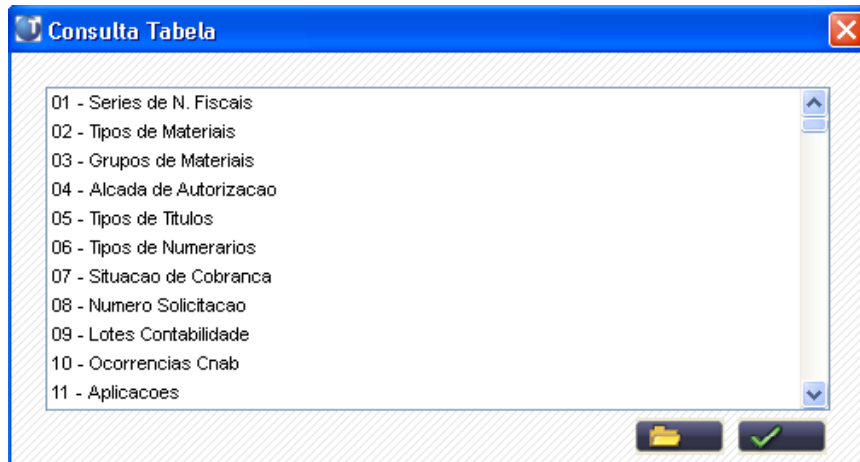 Consulta Tabela
01 - Series de N. Fiscais
02 - Tipos de Materiais
03 - Grupos de Materiais
04 - Alcada de Autorizacao
05 - Tipos de Titulos
06 - Tipos de Numerarios
07 - Situacao de Cobranca
08 - Numero Solicitacao
09 - Lotes Contabilidade
10 - Ocorrencias Cnab
11 - Aplicacoes